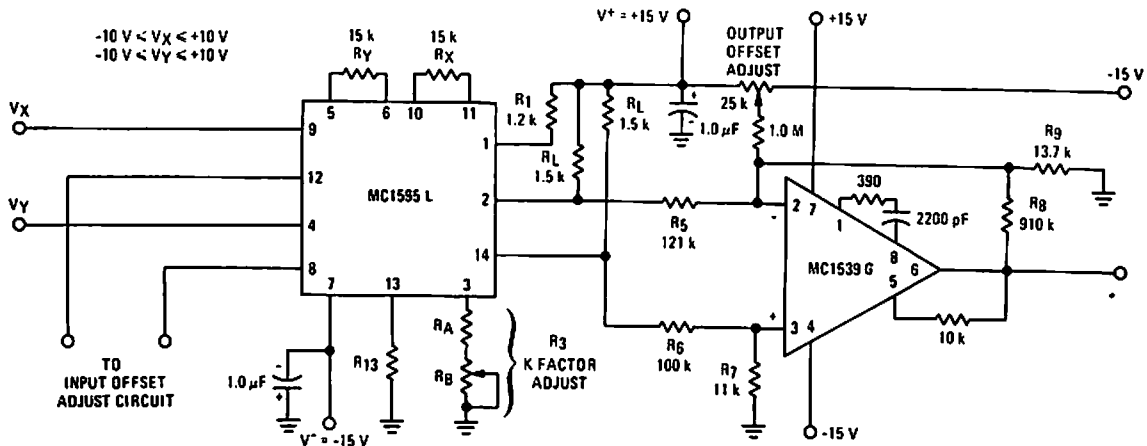 -10 V < VX < +10 V
-10 V < VY < +10 V
15 k
RY
15 k
RX
V+ = +15 V
+15 V
OUTPUT
OFFSET
ADJUST
-15 V
VX
5
6
10
11
R1
1.2 k
RL
1.5 k
+
-
1.0 µF
25 k
1.0 M
R9
13.7 k
9
1
12
RL
1.5 k
MC1595 L
2
390
VY
4
R5
121 k
2
-
7
1
2200 pF
R8
910 k
8
14
8
MC1539 G
6
7
13
3
5
+
3
4
10 k
RA
R3
K FACTOR
ADJUST
R6
100 k
R7
11 k
TO
INPUT OFFSET
ADJUST CIRCUIT
-
1.0 µF
+
R13
RB
V- = -15 V
-15 V